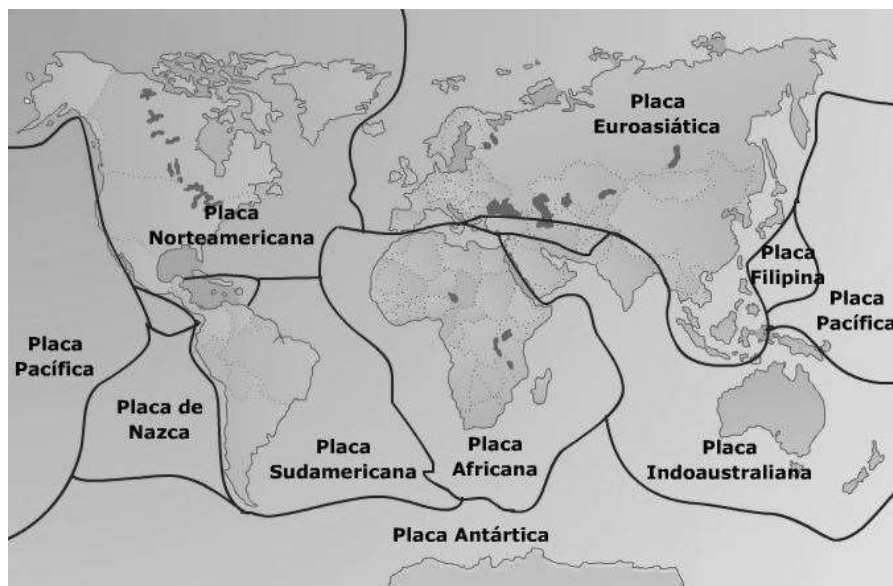 Placa
Euroasiática
Placa
Norteamericana
Placa
Filipina
Placa
Pacífica
Placa
Pacífica
Placa de
Nazca
Placa
Sudamericana
Placa
Africana
Placa
Indoaustraliana
Placa Antártica